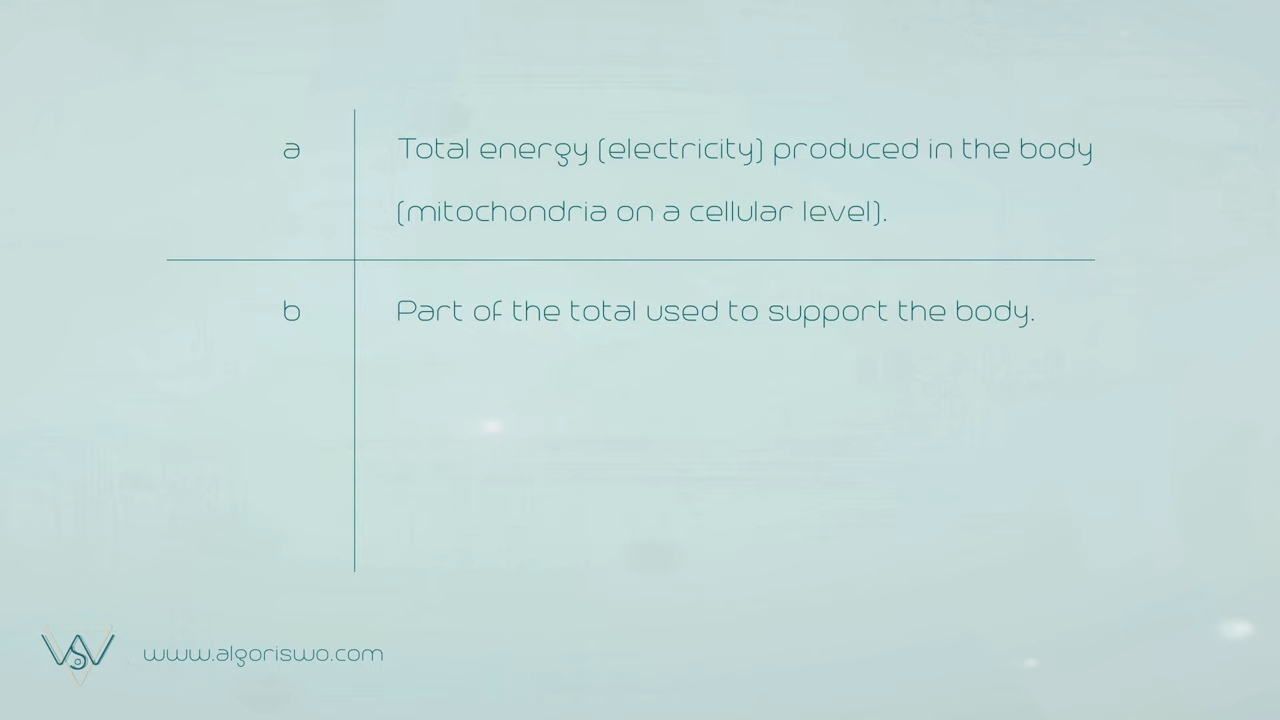 a Total energy (electricity) produced in the body
(mitochondria on a cellular level).
b Part of the total used to support the body.
www.algoriswo.com